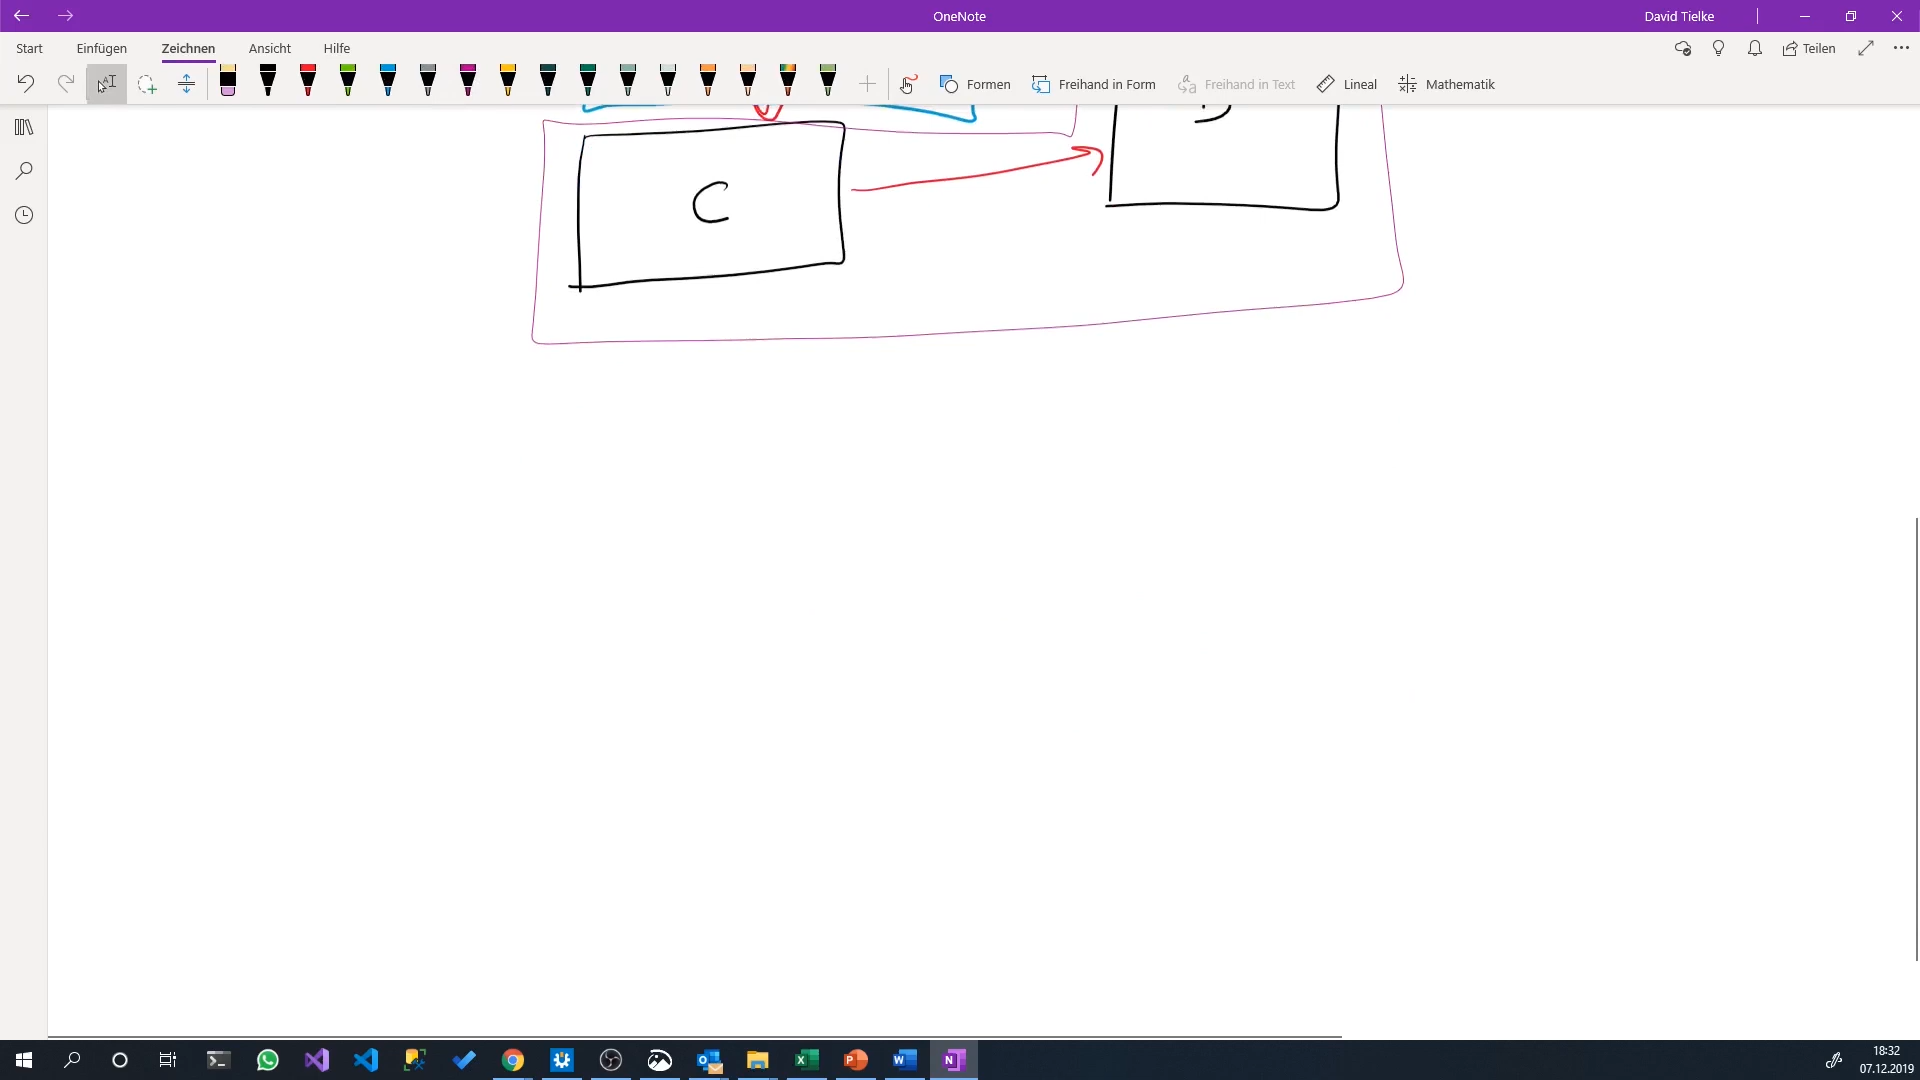 OneNote
David Tielke
Start Einfügen Zeichnen Ansicht Hilfe
Teilen
Formen Freihand in Form Freihand in Text Lineal Mathematik
C
18:32
07.12.2019